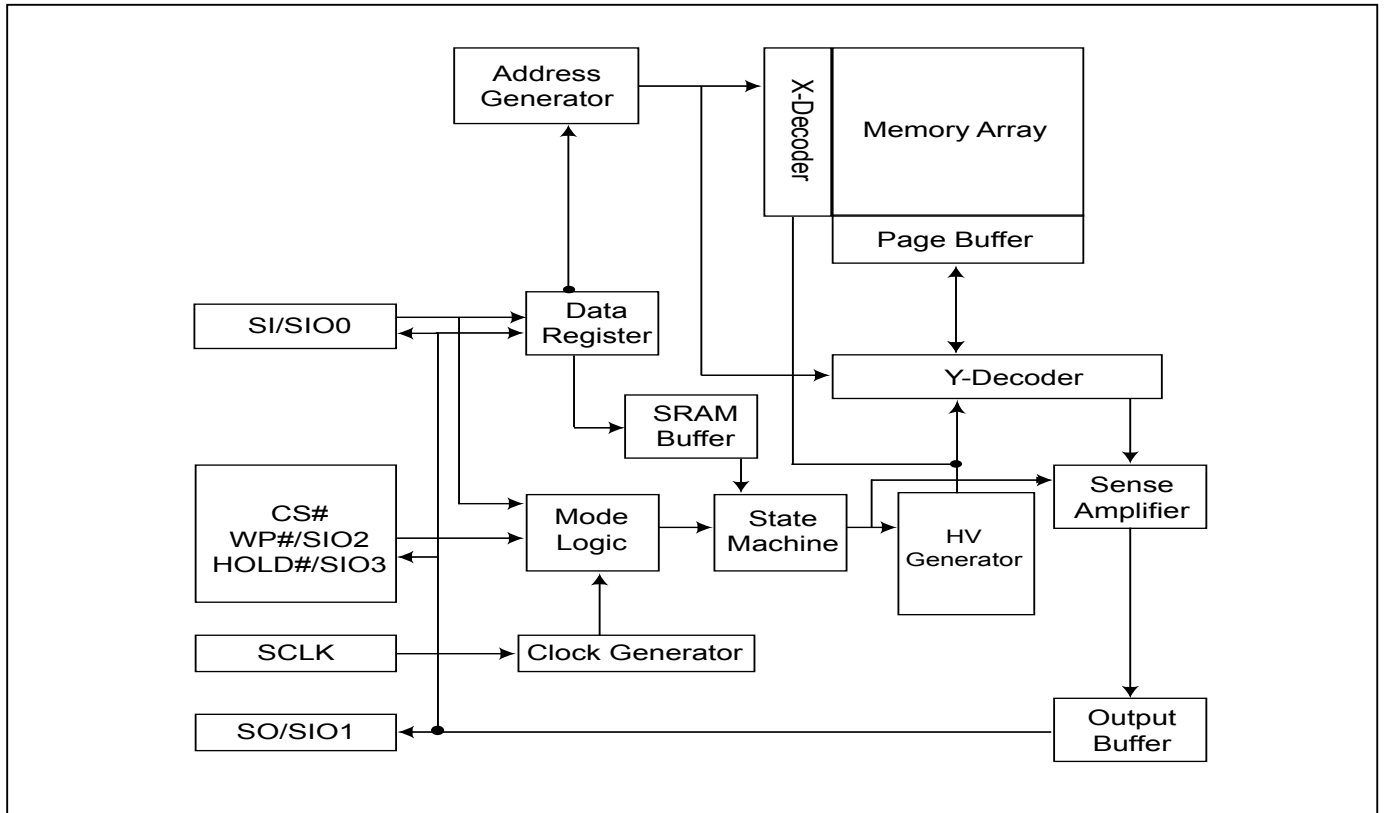 Address
Generator
X-Decoder
Memory Array
Page Buffer
SI/SIO0
Data
Register
Y-Decoder
SRAM
Buffer
CS#
WP#/SIO2
HOLD#/SIO3
Mode
Logic
State
Machine
HV
Generator
Sense
Amplifier
SCLK
Clock Generator
SO/SIO1
Output
Buffer